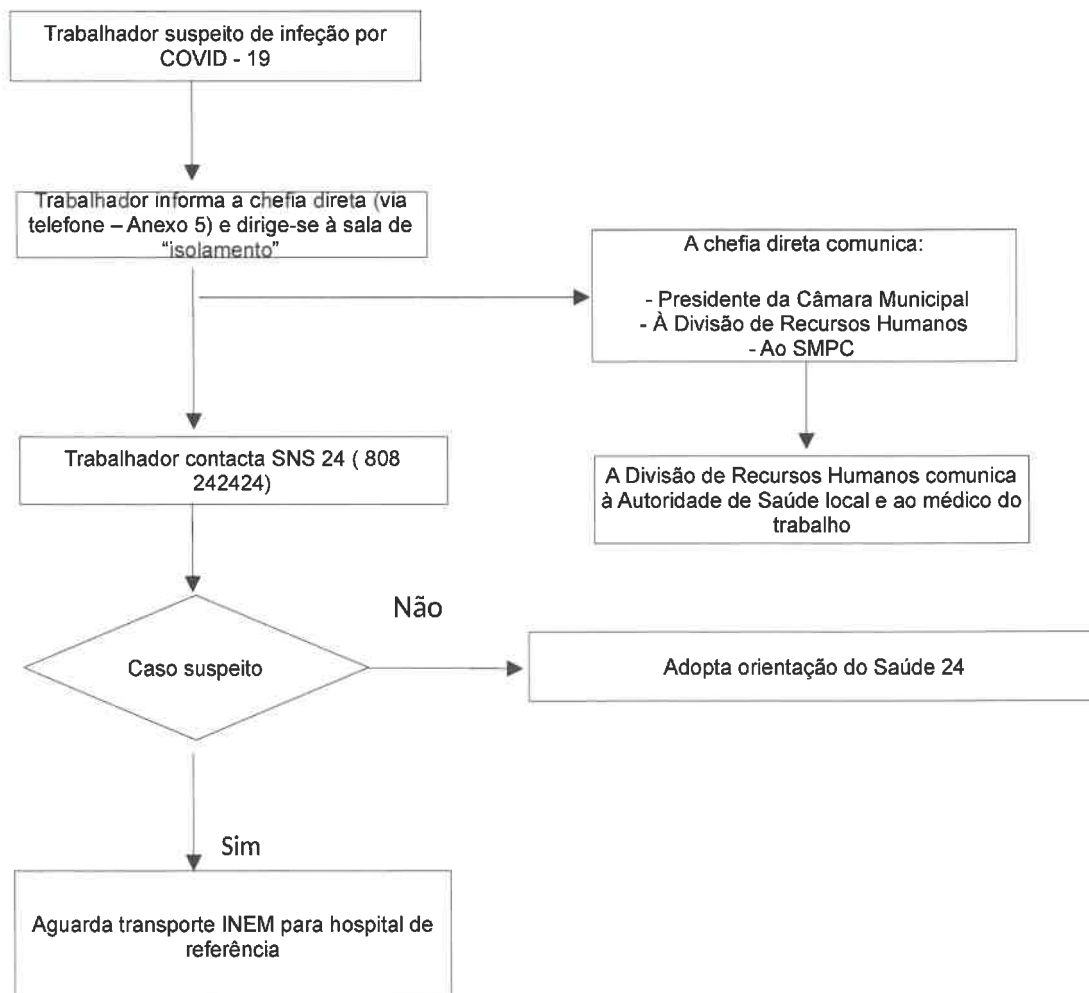 Trabalhador suspeito de infeção por
COVID - 19
Trabalhador informa a chefia direta (via
telefone – Anexo 5) e dirige-se à sala de
“isolamento”
A chefia direta comunica:
- Presidente da Câmara Municipal
- À Divisão de Recursos Humanos
- Ao SMPC
Trabalhador contacta SNS 24 ( 808
242424)
A Divisão de Recursos Humanos comunica
à Autoridade de Saúde local e ao médico do
trabalho
Não
Caso suspeito
Adopta orientação do Saúde 24
Sim
Aguarda transporte INEM para hospital de
referência